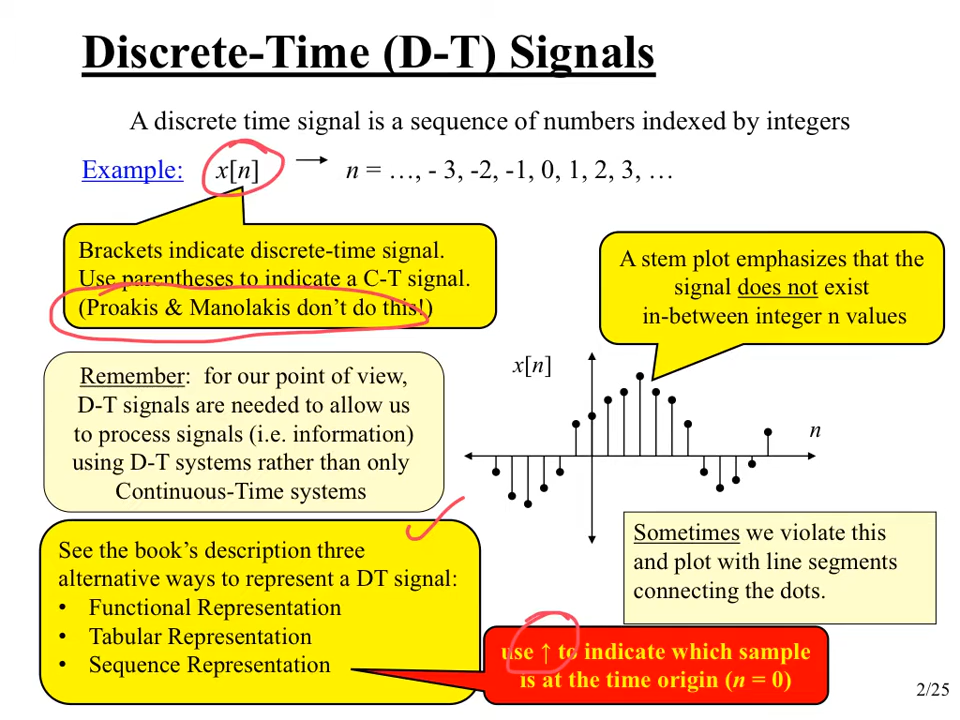 Discrete-Time (D-T) Signals
A discrete time signal is a sequence of numbers indexed by integers
Example: x[n] → n = …, - 3, -2, -1, 0, 1, 2, 3, …
Brackets indicate discrete-time signal.
Use parentheses to indicate a C-T signal.
(Proakis & Manolakis don’t do this!)
A stem plot emphasizes that the
signal does not exist
in-between integer n values
Remember: for our point of view,
D-T signals are needed to allow us
to process signals (i.e. information)
using D-T systems rather than only
Continuous-Time systems
x[n]
n
See the book’s description three
alternative ways to represent a DT signal:
• Functional Representation
• Tabular Representation
• Sequence Representation
Sometimes we violate this
and plot with line segments
connecting the dots.
use ↑ to indicate which sample
is at the time origin (n = 0)
2/25